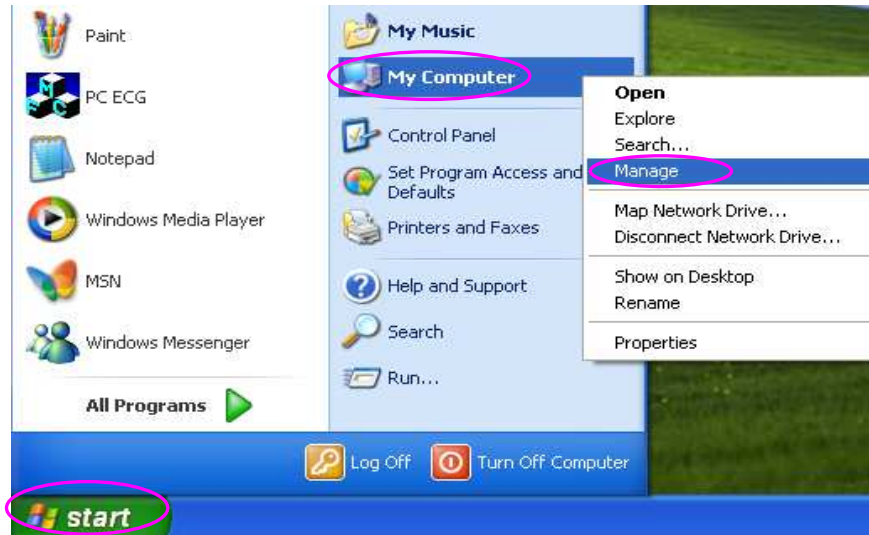 Paint
PC ECG
Notepad
Windows Media Player
MSN
Windows Messenger
All Programs
My Music
My Computer
Control Panel
Set Program Access and
Defaults
Printers and Faxes
Help and Support
Search
Run...
Open
Explore
Search...
Manage
Map Network Drive...
Disconnect Network Drive...
Show on Desktop
Rename
Properties
Log Off
Turn Off Computer
start